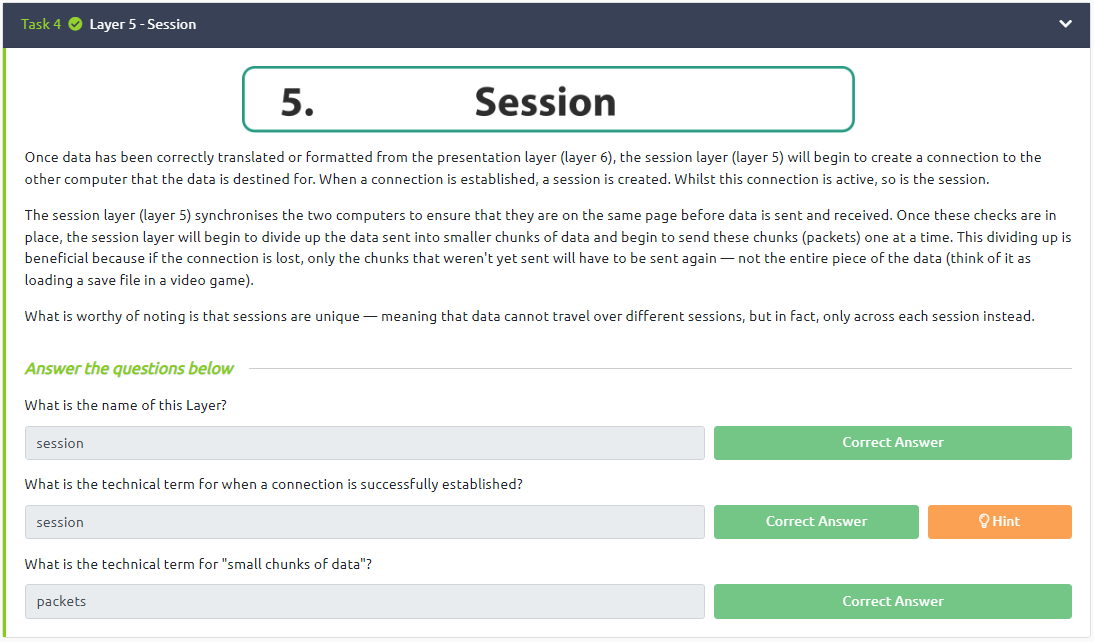 Task 4 Layer 5 - Session
5. Session
Once data has been correctly translated or formatted from the presentation layer (layer 6), the session layer (layer 5) will begin to create a connection to the
other computer that the data is destined for. When a connection is established, a session is created. Whilst this connection is active, so is the session.
The session layer (layer 5) synchronises the two computers to ensure that they are on the same page before data is sent and received. Once these checks are in
place, the session layer will begin to divide up the data sent into smaller chunks of data and begin to send these chunks (packets) one at a time. This dividing up is
beneficial because if the connection is lost, only the chunks that weren't yet sent will have to be sent again — not the entire piece of the data (think of it as
loading a save file in a video game).
What is worthy of noting is that sessions are unique — meaning that data cannot travel over different sessions, but in fact, only across each session instead.
Answer the questions below
What is the name of this Layer?
session Correct Answer
What is the technical term for when a connection is successfully established?
session Correct Answer Hint
What is the technical term for "small chunks of data"?
packets Correct Answer